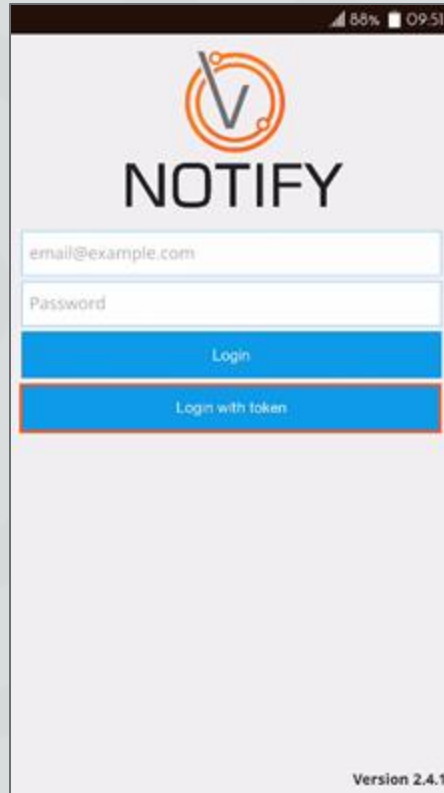 88% 09:51
V
NOTIFY
email@example.com
Password
Login
Login with token
Version 2.4.1